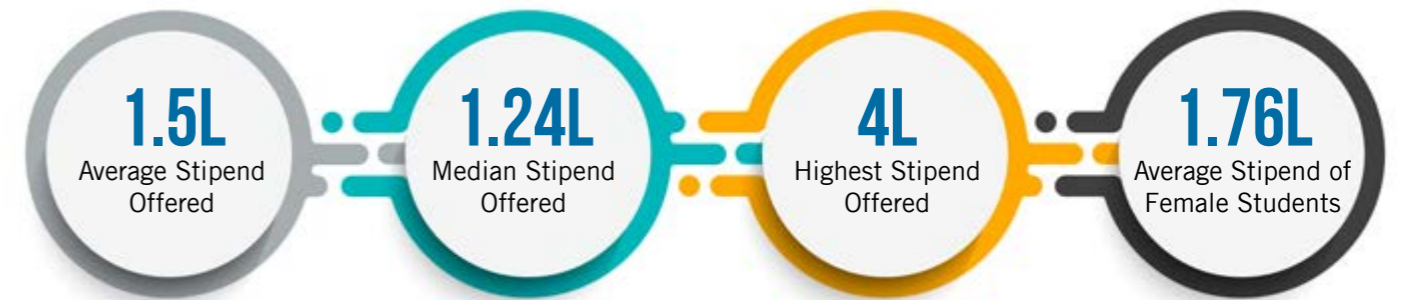 1.5L
Average Stipend
Offered
1.24L
Median Stipend
Offered
4L
Highest Stipend
Offered
1.76L
Average Stipend of
Female Students